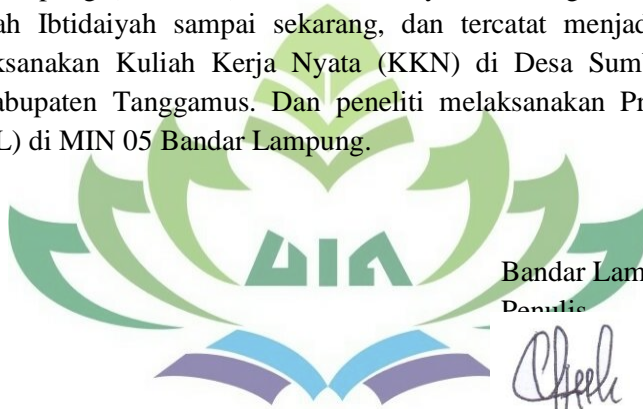 ah Ibtidaiyah sampai sekarang, dan tercatat menjad
ksanakan Kuliah Kerja Nyata (KKN) di Desa Sumb
abupaten Tanggamus. Dan peneliti melaksanakan Pr
L) di MIN 05 Bandar Lampung.
UIN
Bandar Lam
Penulis